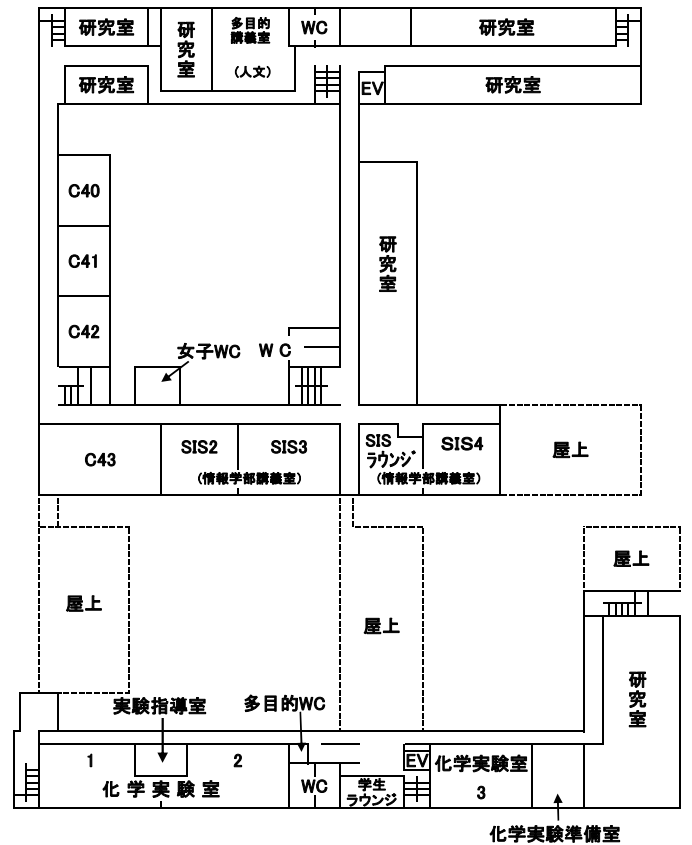 研究室
研究室
多目的
講義室
(人文)
WC
研究室
研究室
EV
研究室
C40
C41
C42
研究室
女子WC
WC
C43
SIS2
SIS3
(情報学部講義室)
SIS
ラウンジ
SIS4
(情報学部講義室)
屋上
屋上
屋上
屋上
研究室
実験指導室
多目的WC
1
2
化学実験室
WC
学生
ラウンジ
EV
化学実験室
3
化学実験準備室